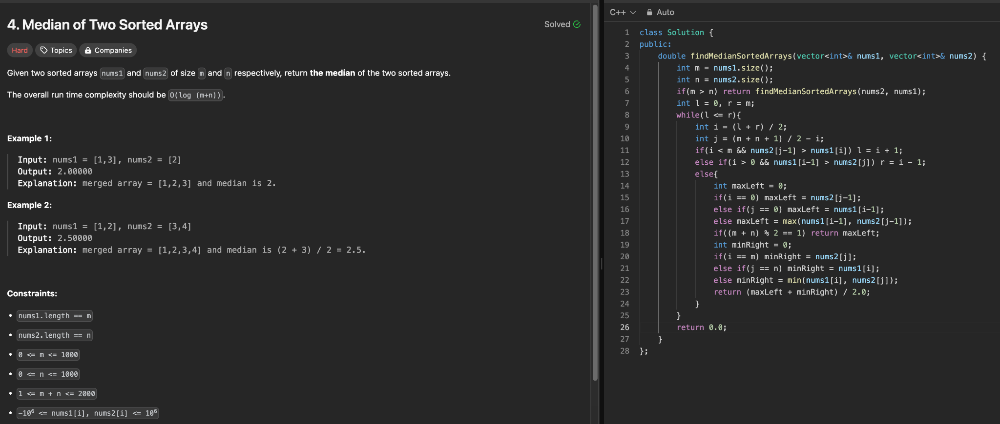 4. Median of Two Sorted Arrays
Solved
Hard Topics Companies
Given two sorted arrays nums1 and nums2 of size m and n respectively, return the median of the two sorted arrays.
The overall run time complexity should be O(log (m+n)).
Example 1:
Input: nums1 = [1,3], nums2 = [2]
Output: 2.00000
Explanation: merged array = [1,2,3] and median is 2.
Example 2:
Input: nums1 = [1,2], nums2 = [3,4]
Output: 2.50000
Explanation: merged array = [1,2,3,4] and median is (2 + 3) / 2 = 2.5.
Constraints:
• nums1.length == m
• nums2.length == n
• 0 <= m <= 1000
• 0 <= n <= 1000
• 1 <= m + n <= 2000
• -10⁶ <= nums1[i], nums2[i] <= 10⁶
C++ Auto
1 class Solution {
2 public:
3     double findMedianSortedArrays(vector<int>& nums1, vector<int>& nums2) {
4         int m = nums1.size();
5         int n = nums2.size();
6         if(m > n) return findMedianSortedArrays(nums2, nums1);
7         int l = 0, r = m;
8         while(l <= r){
9             int i = (l + r) / 2;
10             int j = (m + n + 1) / 2 - i;
11             if(i < m && nums2[j-1] > nums1[i]) l = i + 1;
12             else if(i > 0 && nums1[i-1] > nums2[j]) r = i - 1;
13             else{
14                 int maxLeft = 0;
15                 if(i == 0) maxLeft = nums2[j-1];
16                 else if(j == 0) maxLeft = nums1[i-1];
17                 else maxLeft = max(nums1[i-1], nums2[j-1]);
18                 if((m + n) % 2 == 1) return maxLeft;
19                 int minRight = 0;
20                 if(i == m) minRight = nums2[j];
21                 else if(j == n) minRight = nums1[i];
22                 else minRight = min(nums1[i], nums2[j]);
23                 return (maxLeft + minRight) / 2.0;
24             }
25         }
26         return 0.0;
27     }
28 };